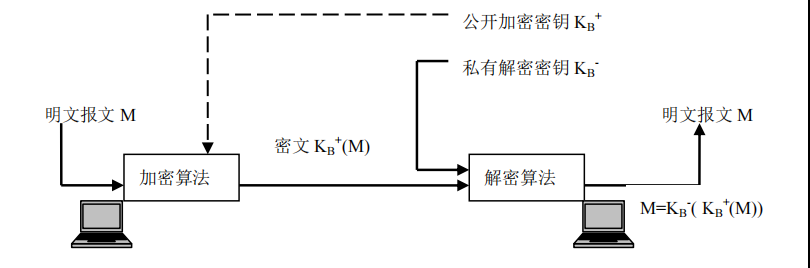 公开加密密钥 K_B^+
私有解密密钥 K_B^-
明文报文 M
明文报文 M
密文 K_B^+(M)
加密算法
解密算法
M=K_B^-( K_B^+(M))